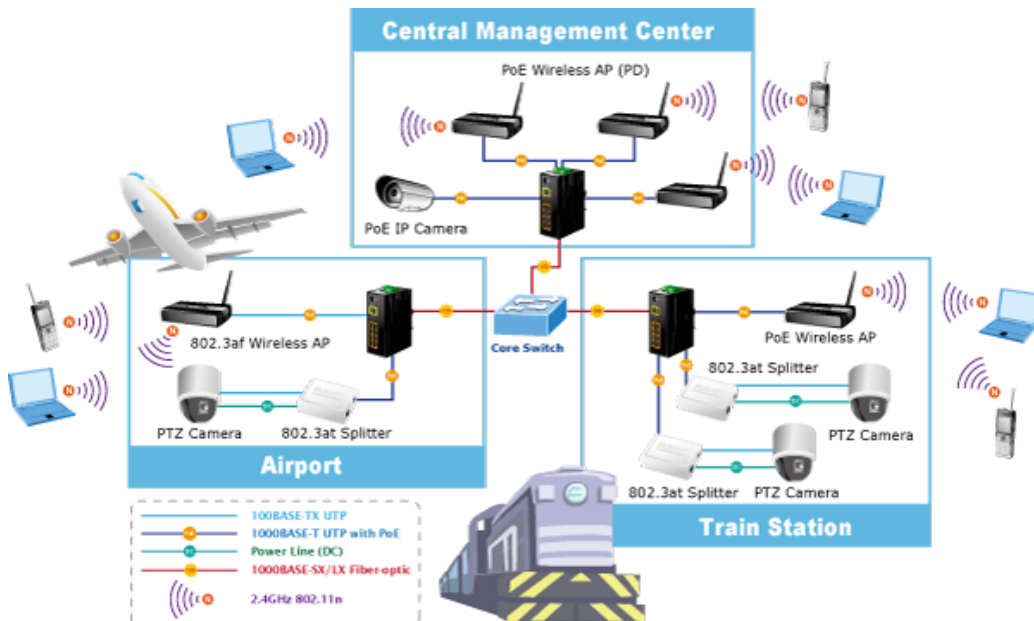 Central Management Center
PoE Wireless AP (PD)
PoE IP Camera
802.3af Wireless AP
PTZ Camera
802.3at Splitter
Airport
Core Switch
PoE Wireless AP
802.3at Splitter
PTZ Camera
802.3at Splitter
PTZ Camera
Train Station
100BASE-TX UTP
1000BASE-T UTP with PoE
Power Line (DC)
1000BASE-SX/LX Fiber-optic
2.4GHz 802.11n
N
N
N
N
N
N
N
N
N
N
N
N
N